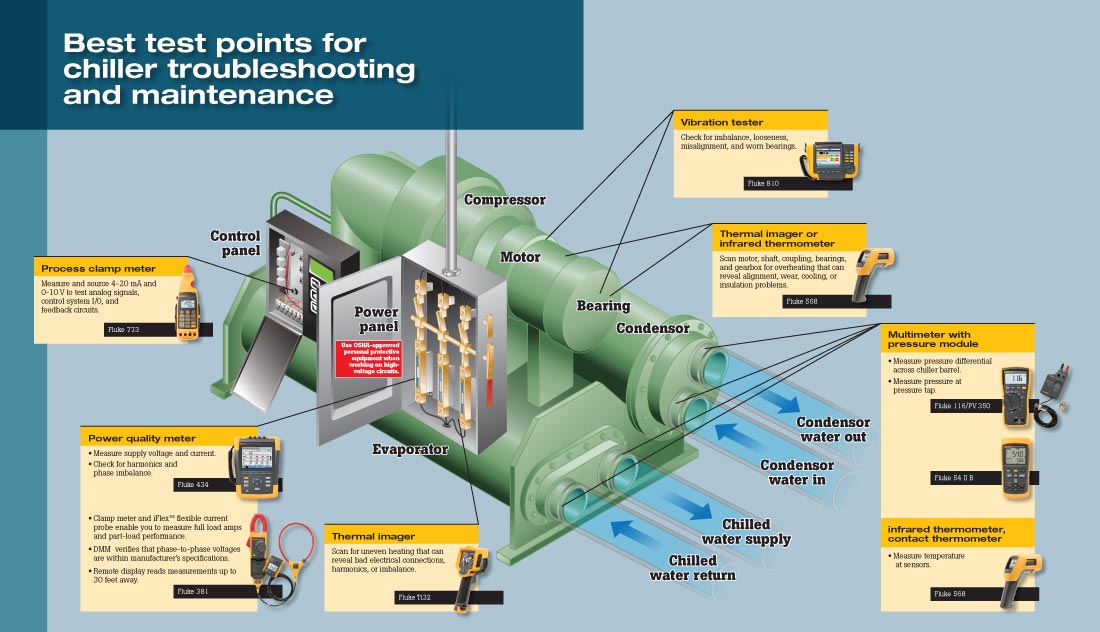 Best test points for
chiller troubleshooting
and maintenance
Vibration tester
Check for imbalance, looseness,
misalignment, and worn bearings.
Fluke 810
Compressor
Control
panel
Motor
Thermal imager or
infrared thermometer
Scan motor, shaft, coupling, bearings,
and gearbox for overheating that can
reveal alignment, wear, cooling, or
insulation problems.
Fluke 568
Process clamp meter
Measure and source 4-20 mA and
0-10 V to test analog signals,
control system I/O, and
feedback circuits.
Fluke 773
Bearing
Power
panel
Condensor
Use OSHA-approved
personal protective
equipment when
working on high-
voltage circuits.
Multimeter with
pressure module
• Measure pressure differential
across chiller barrel.
• Measure pressure at
pressure tap.
Fluke 116/PV 350
Fluke 54 II B
Condensor
water out
Condensor
water in
Evaporator
Power quality meter
• Measure supply voltage and current.
• Check for harmonics and
phase imbalance.
Fluke 434
• Clamp meter and iFlex™ flexible current
probe enable you to measure full load amps
and part-load performance.
• DMM verifies that phase-to-phase voltages
are within manufacturer's specifications.
• Remote display reads measurements up to
30 feet away.
Fluke 381
Thermal imager
Scan for uneven heating that can
reveal bad electrical connections,
harmonics, or imbalance.
Fluke Ti32
Chilled
water supply
Chilled
water return
infrared thermometer,
contact thermometer
• Measure temperature
at sensors.
Fluke 568